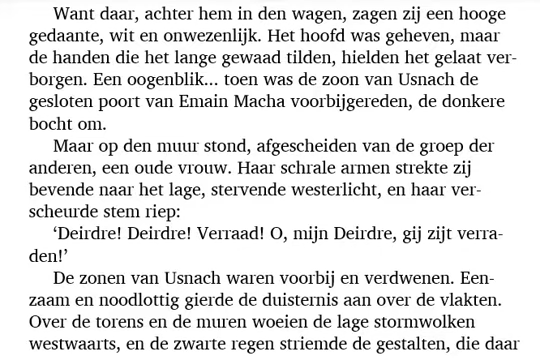 Want daar, achter hem in den wagen, zagen zij een hooge
gedaante, wit en onwezenlijk. Het hoofd was geheven, maar
de handen die het lange gewaad tilden, hielden het gelaat ver-
borgen. Een oogenblik... toen was de zoon van Usnach de
gesloten poort van Emain Macha voorbijgereden, de donkere
bocht om.
Maar op den muur stond, afgescheiden van de groep der
anderen, een oude vrouw. Haar schrale armen strekte zij
bevende naar het lage, stervende westerlicht, en haar ver-
scheurde stem riep:
‘Deirdre! Deirdre! Verraad! O, mijn Deirdre, gij zijt verra-
den!’
De zonen van Usnach waren voorbij en verdwenen. Een-
zaam en noodlottig gierde de duisternis aan over de vlakten.
Over de torens en de muren woeien de lage stormwolken
westwaarts, en de zwarte regen striende de gestalten, die daar